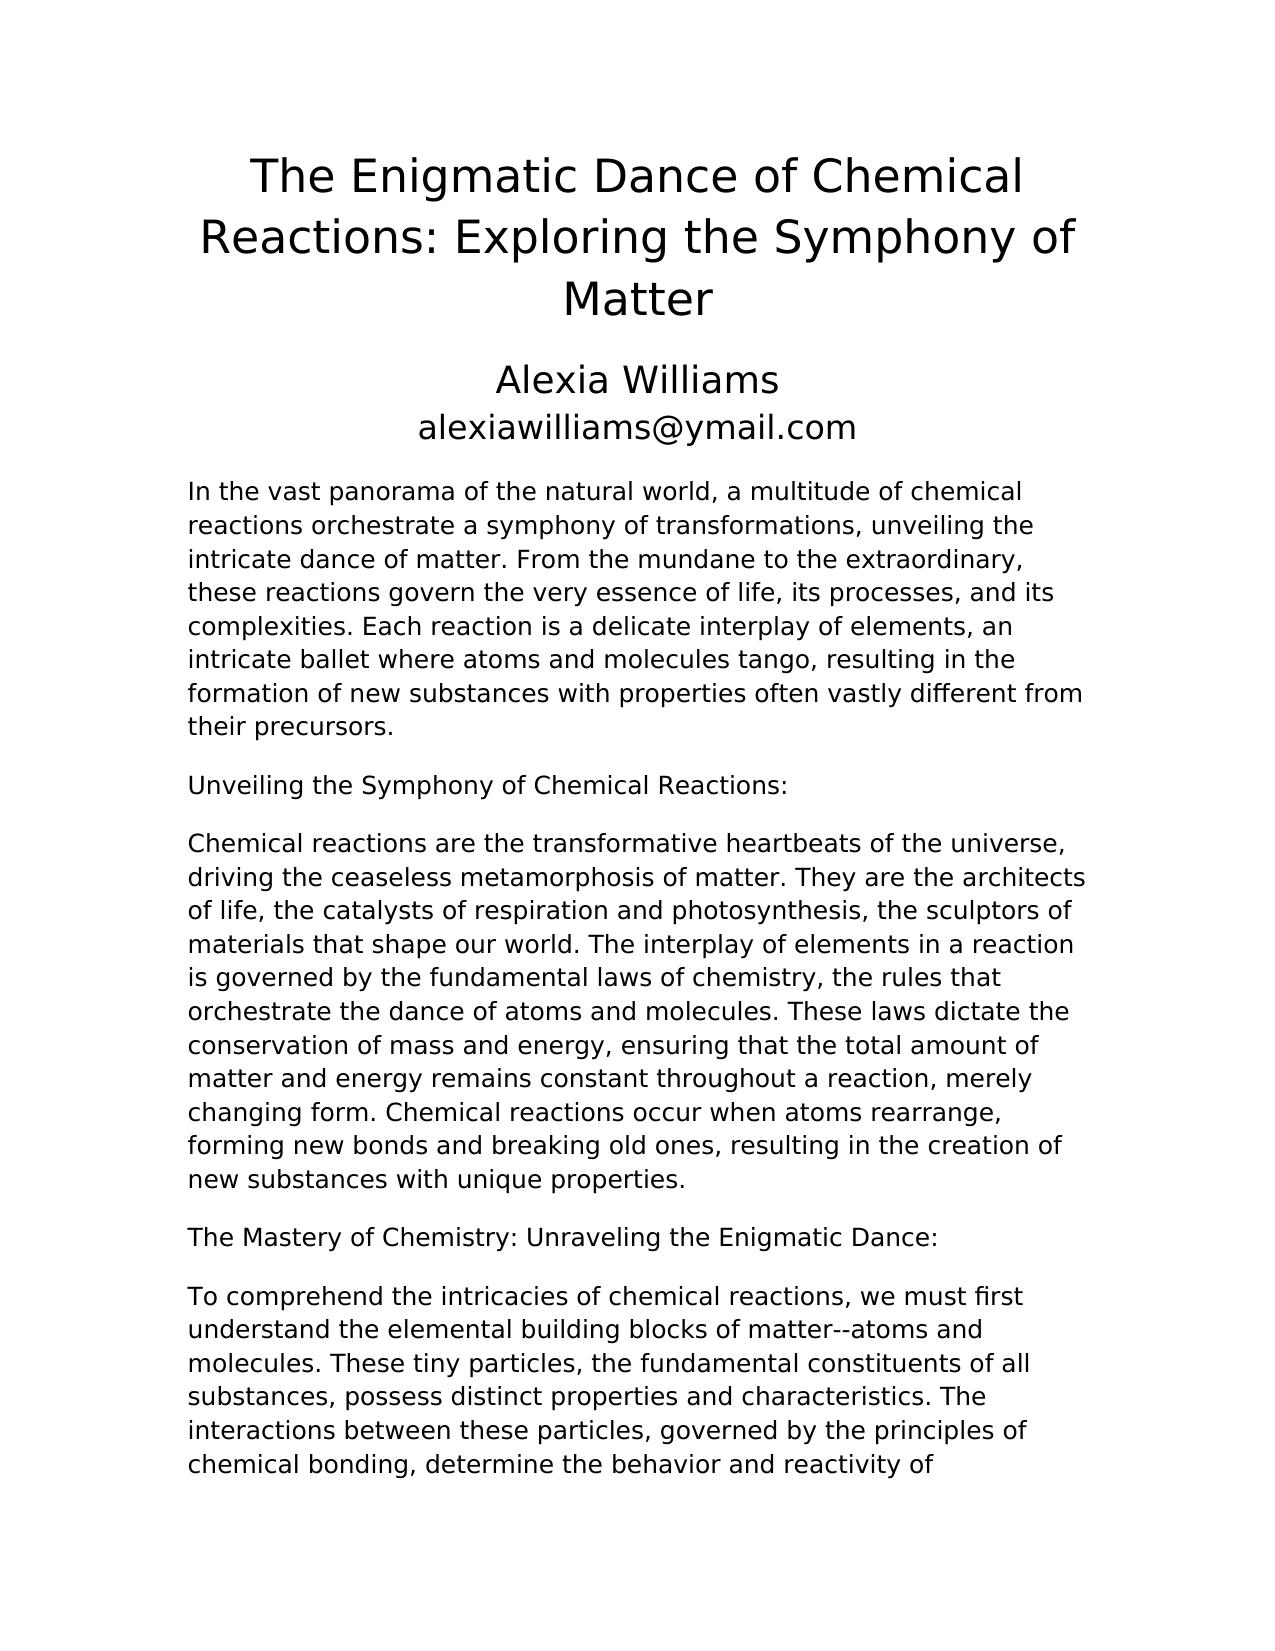 The Enigmatic Dance of Chemical
Reactions: Exploring the Symphony of
Matter
Alexia Williams
alexiawilliams@ymail.com
In the vast panorama of the natural world, a multitude of chemical
reactions orchestrate a symphony of transformations, unveiling the
intricate dance of matter. From the mundane to the extraordinary,
these reactions govern the very essence of life, its processes, and its
complexities. Each reaction is a delicate interplay of elements, an
intricate ballet where atoms and molecules tango, resulting in the
formation of new substances with properties often vastly different from
their precursors.
Unveiling the Symphony of Chemical Reactions:
Chemical reactions are the transformative heartbeats of the universe,
driving the ceaseless metamorphosis of matter. They are the architects
of life, the catalysts of respiration and photosynthesis, the sculptors of
materials that shape our world. The interplay of elements in a reaction
is governed by the fundamental laws of chemistry, the rules that
orchestrate the dance of atoms and molecules. These laws dictate the
conservation of mass and energy, ensuring that the total amount of
matter and energy remains constant throughout a reaction, merely
changing form. Chemical reactions occur when atoms rearrange,
forming new bonds and breaking old ones, resulting in the creation of
new substances with unique properties.
The Mastery of Chemistry: Unraveling the Enigmatic Dance:
To comprehend the intricacies of chemical reactions, we must first
understand the elemental building blocks of matter--atoms and
molecules. These tiny particles, the fundamental constituents of all
substances, possess distinct properties and characteristics. The
interactions between these particles, governed by the principles of
chemical bonding, determine the behavior and reactivity of